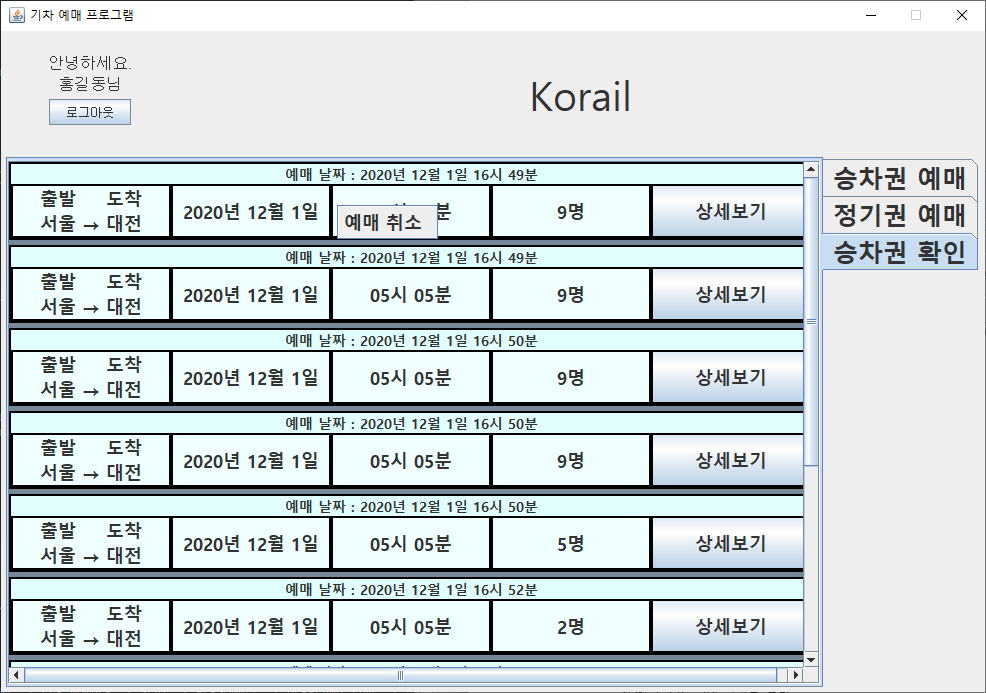 기차 예매 프로그램
안녕하세요.
홍길동님
로그아웃
Korail
예매 날짜 : 2020년 12월 1일 16시 49분
출발 도착
서울 → 대전
2020년 12월 1일
분
9명
상세보기
예매 취소
예매 날짜 : 2020년 12월 1일 16시 49분
출발 도착
서울 → 대전
2020년 12월 1일
05시 05분
9명
상세보기
예매 날짜 : 2020년 12월 1일 16시 50분
출발 도착
서울 → 대전
2020년 12월 1일
05시 05분
9명
상세보기
예매 날짜 : 2020년 12월 1일 16시 50분
출발 도착
서울 → 대전
2020년 12월 1일
05시 05분
9명
상세보기
예매 날짜 : 2020년 12월 1일 16시 50분
출발 도착
서울 → 대전
2020년 12월 1일
05시 05분
5명
상세보기
예매 날짜 : 2020년 12월 1일 16시 52분
출발 도착
서울 → 대전
2020년 12월 1일
05시 05분
2명
상세보기
승차권 예매
정기권 예매
승차권 확인